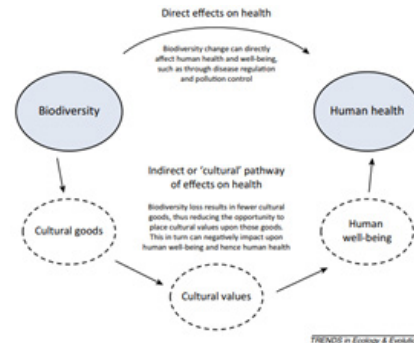 Direct effects on health
Biodiversity change can directly
affect human health and well-being,
such as through disease regulation
and pollution control
Biodiversity
Human health
Indirect or ‘cultural’ pathway
of effects on health
Biodiversity loss results in fewer cultural
goods, thus reducing the opportunity to
place cultural values upon those goods.
This in turn can negatively impact upon
human well-being and hence human health
Cultural goods
Human
well-being
Cultural values
TRENDS in Ecology & Evolution